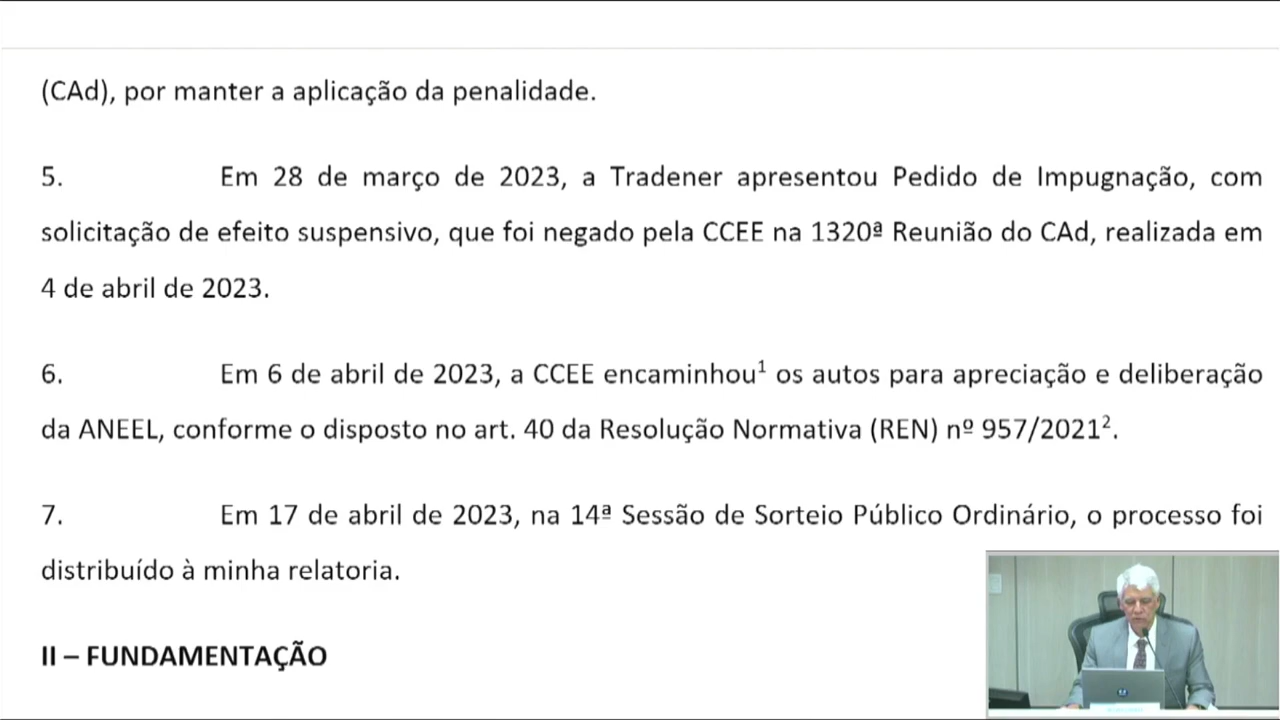 (CAd), por manter a aplicação da penalidade.
5. Em 28 de março de 2023, a Tradener apresentou Pedido de Impugnação, com
solicitação de efeito suspensivo, que foi negado pela CCEE na 1320ª Reunião do CAd, realizada em
4 de abril de 2023.
6. Em 6 de abril de 2023, a CCEE encaminhou¹ os autos para apreciação e deliberação
da ANEEL, conforme o disposto no art. 40 da Resolução Normativa (REN) nº 957/2021².
7. Em 17 de abril de 2023, na 14ª Sessão de Sorteio Público Ordinário, o processo foi
distribuído à minha relatoria.
II – FUNDAMENTAÇÃO